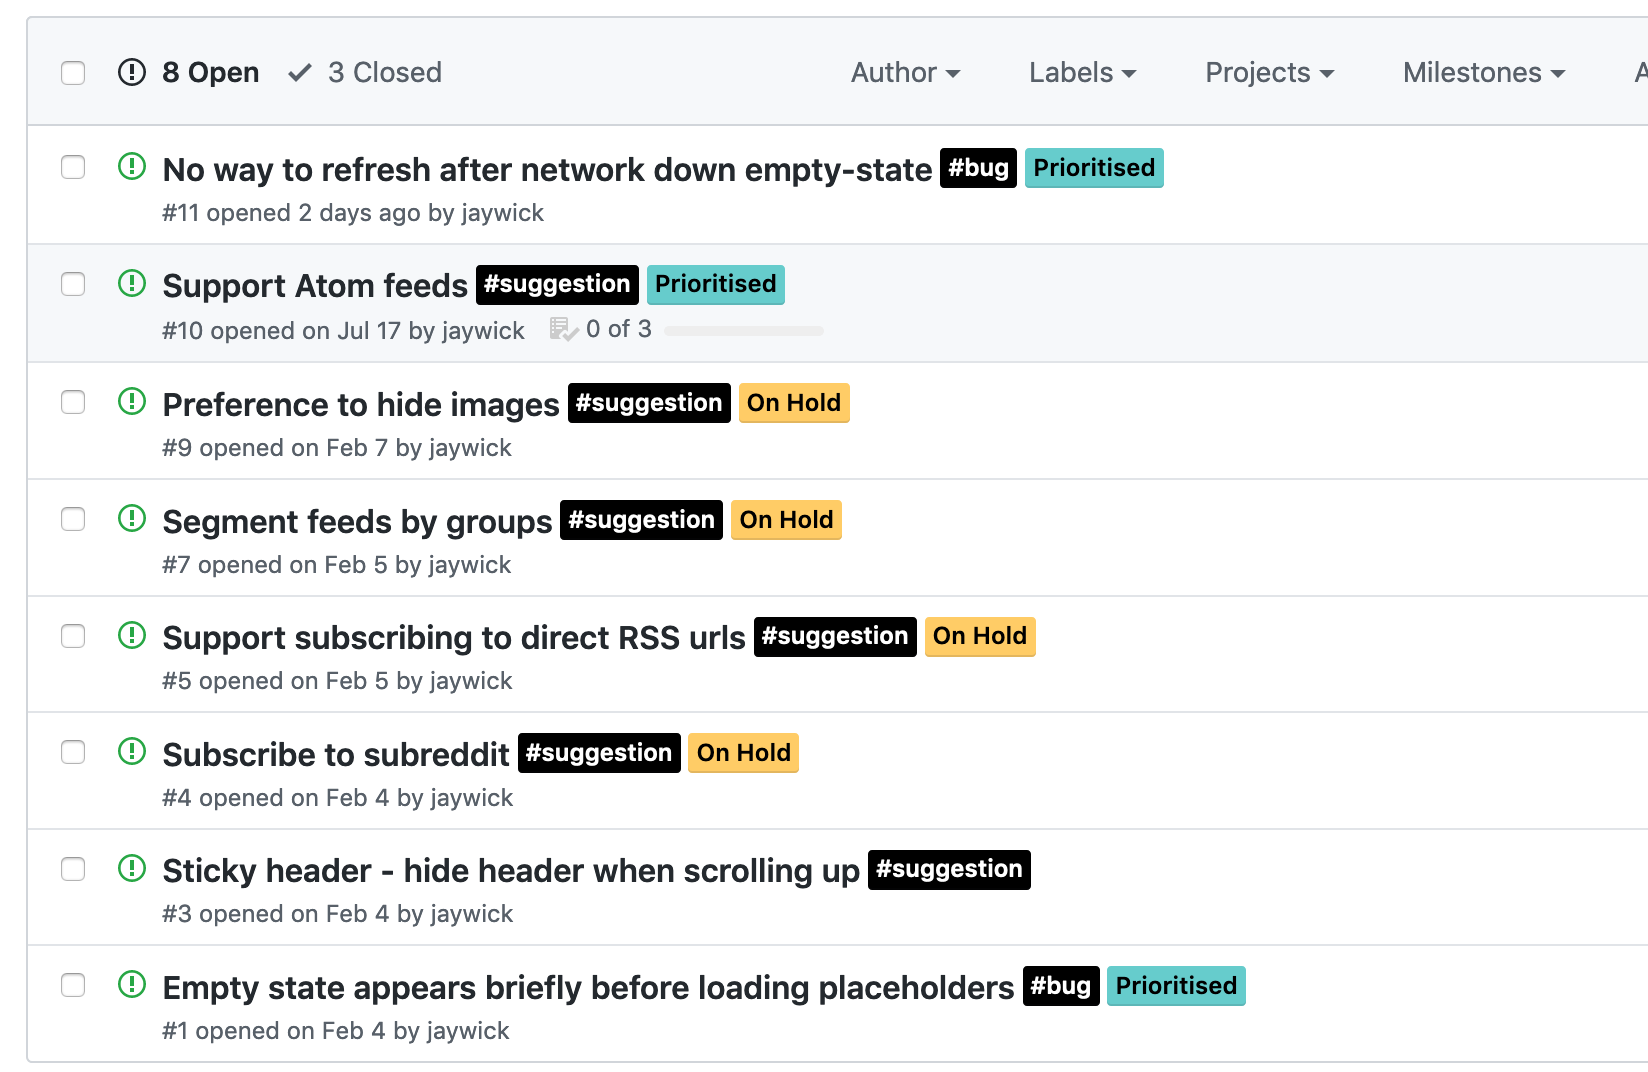 8 Open 3 Closed Author Labels Projects Milestones
No way to refresh after network down empty-state #bug Prioritised
#11 opened 2 days ago by jaywick
Support Atom feeds #suggestion Prioritised
#10 opened on Jul 17 by jaywick 0 of 3
Preference to hide images #suggestion On Hold
#9 opened on Feb 7 by jaywick
Segment feeds by groups #suggestion On Hold
#7 opened on Feb 5 by jaywick
Support subscribing to direct RSS urls #suggestion On Hold
#5 opened on Feb 5 by jaywick
Subscribe to subreddit #suggestion On Hold
#4 opened on Feb 4 by jaywick
Sticky header - hide header when scrolling up #suggestion
#3 opened on Feb 4 by jaywick
Empty state appears briefly before loading placeholders #bug Prioritised
#1 opened on Feb 4 by jaywick